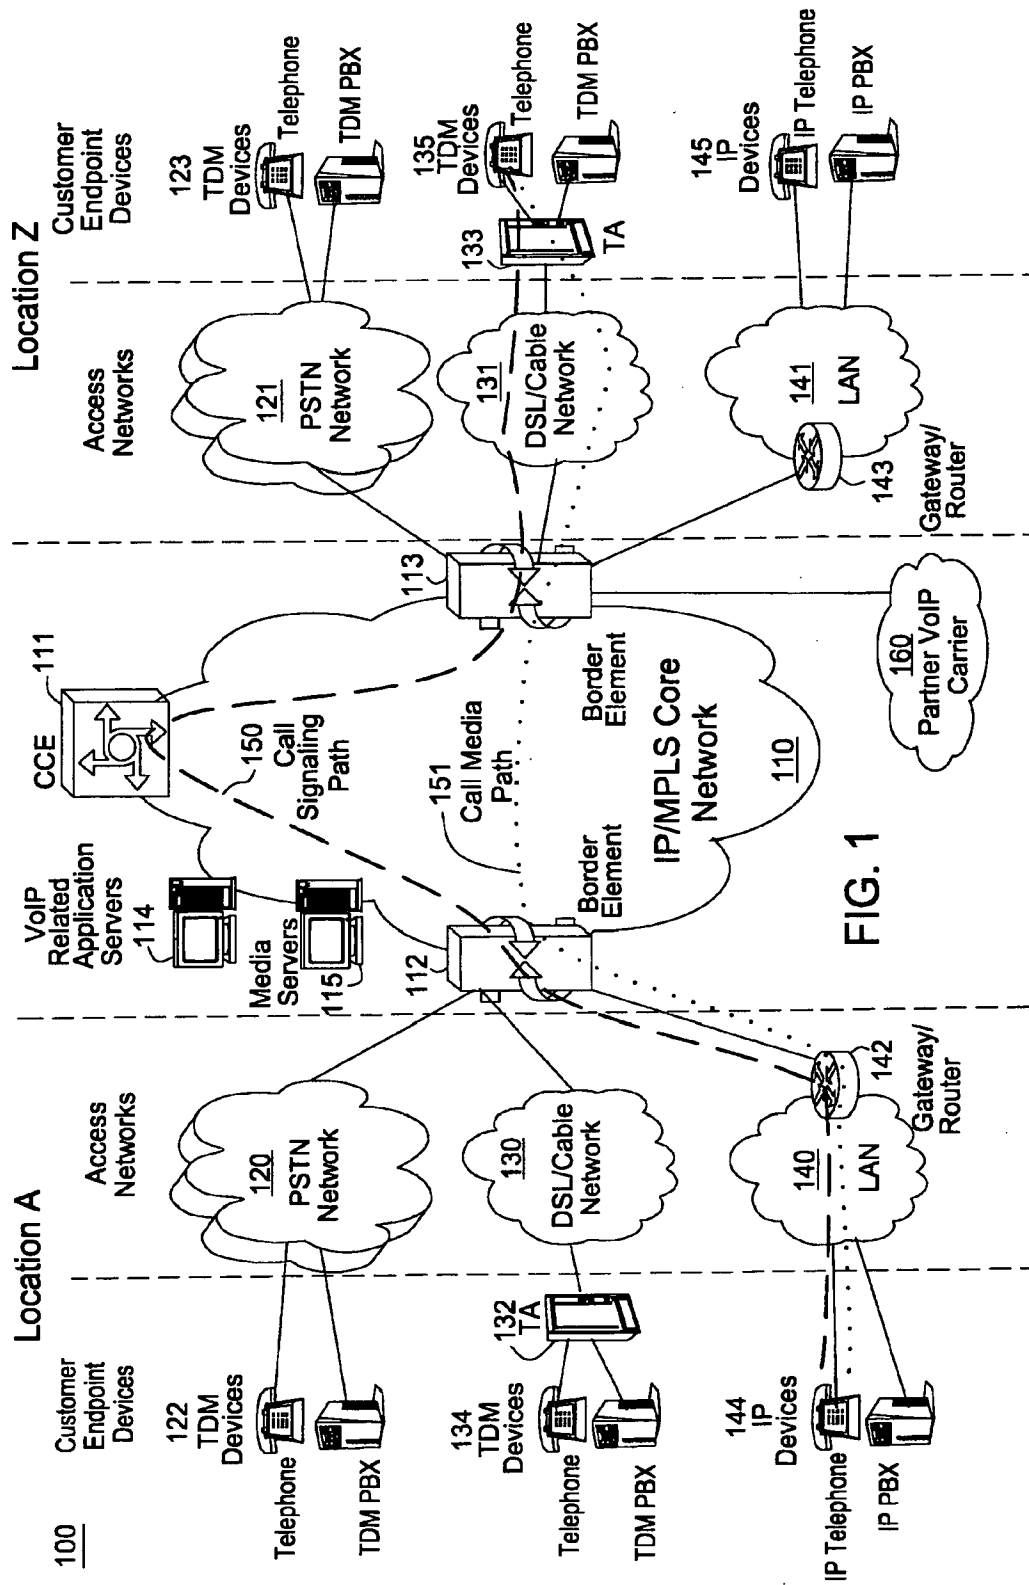 100
Location A
Location Z
Customer
Endpoint
Devices
Access
Networks
VoIP
Related
Application
Servers
114
Media
Servers
115
CCE
111
Access
Networks
Customer
Endpoint
Devices
122
TDM
Devices
Telephone
TDM PBX
120
PSTN
Network
112
150
Call
Signaling
Path
113
121
PSTN
Network
123
TDM
Devices
Telephone
TDM PBX
134
TDM
Devices
Telephone
TDM PBX
132
TA
130
DSL/Cable
Network
151
Call Media
Path
Border
Element
Border
Element
IP/MPLS Core
Network
110
131
DSL/Cable
Network
133
TA
135
TDM
Devices
Telephone
TDM PBX
144
IP
Devices
IP Telephone
IP PBX
140
LAN
142
Gateway/
Router
160
Partner VoIP
Carrier
143
Gateway/
Router
141
LAN
145
IP
Devices
IP Telephone
IP PBX
FIG. 1